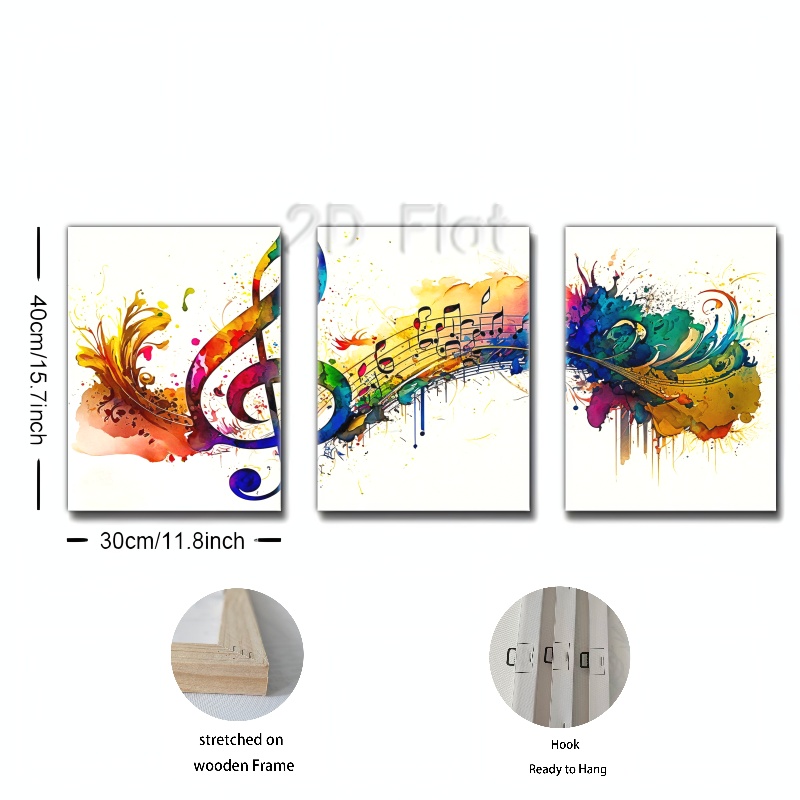 2D Flat
40cm/15.7inch
30cm/11.8inch
stretched on
wooden Frame
Hook
Ready to Hang